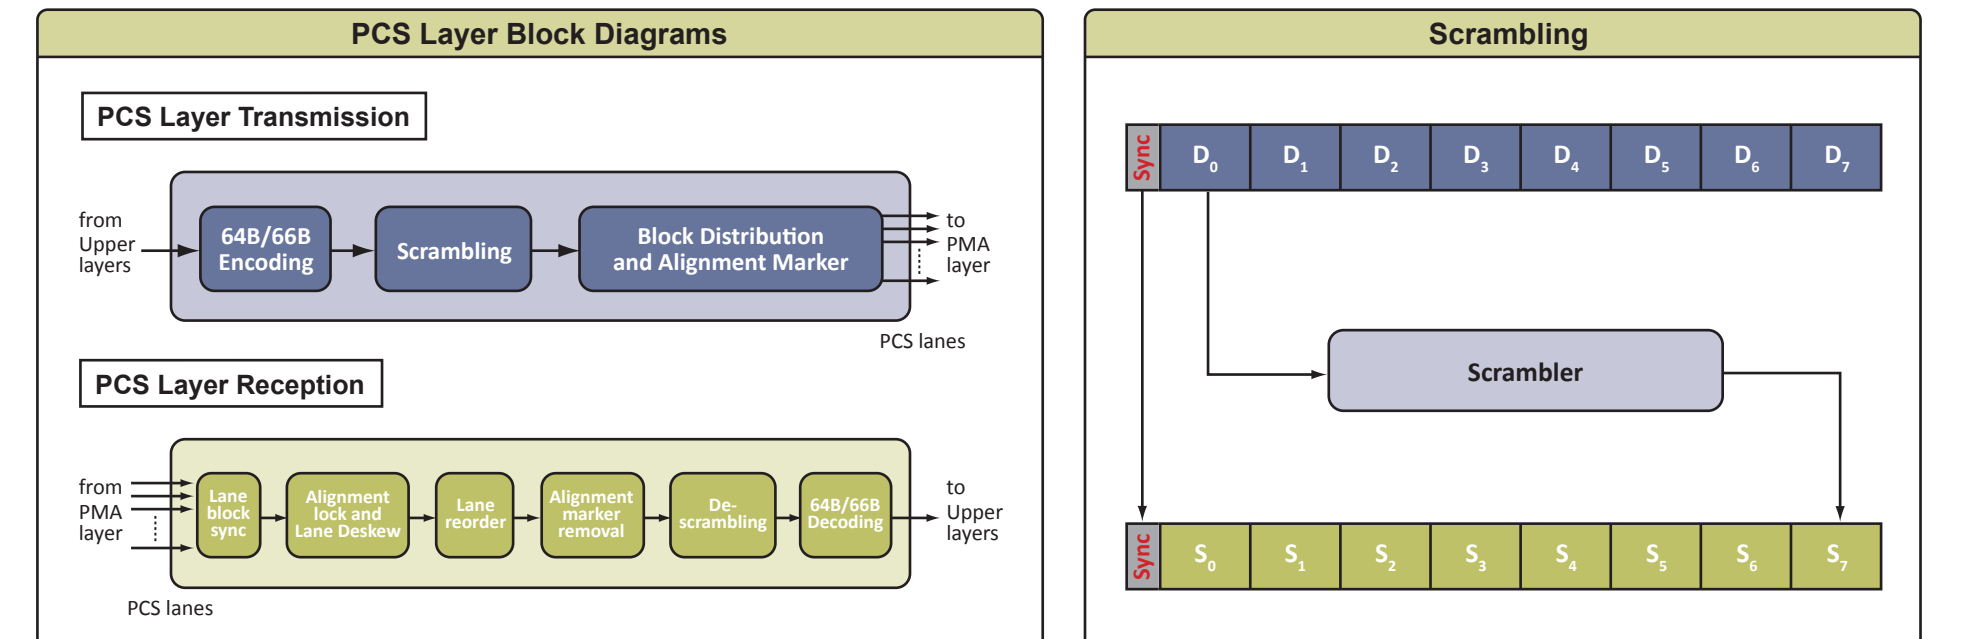 PCS Layer Block Diagrams
PCS Layer Transmission
from
Upper
layers
64B/66B
Encoding
Scrambling
Block Distribution
and Alignment Marker
to
PMA
layer
PCS lanes
PCS Layer Reception
from
PMA
layer
Lane
block
sync
Alignment
lock and
Lane Deskew
Lane
reorder
Alignment
marker
removal
De-
scrambling
64B/66B
Decoding
to
Upper
layers
PCS lanes
Scrambling
Sync D0 D1 D2 D3 D4 D5 D6 D7
Scrambler
Sync S0 S1 S2 S3 S4 S5 S6 S7